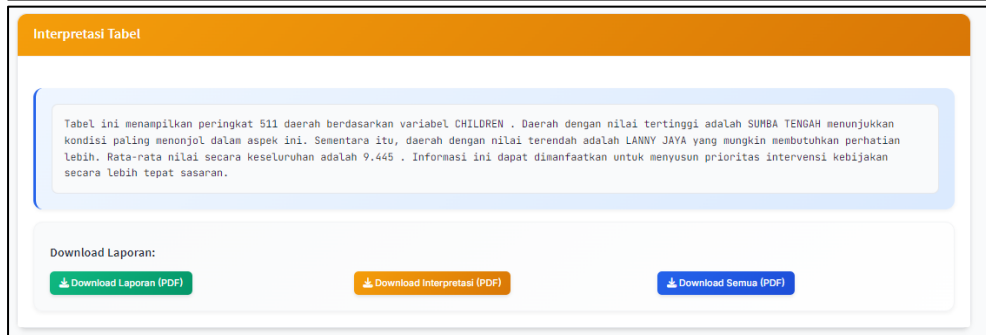 Interpretasi Tabel
Tabel ini menampilkan peringkat 511 daerah berdasarkan variabel CHILDREN . Daerah dengan nilai tertinggi adalah SUMBA TENGAH menunjukkan
kondisi paling menonjol dalam aspek ini. Sementara itu, daerah dengan nilai terendah adalah LANNY JAYA yang mungkin membutuhkan perhatian
lebih. Rata-rata nilai secara keseluruhan adalah 9.445 . Informasi ini dapat dimanfaatkan untuk menyusun prioritas intervensi kebijakan
secara lebih tepat sasaran.
Download Laporan:
Download Laporan (PDF) Download Interpretasi (PDF) Download Semua (PDF)